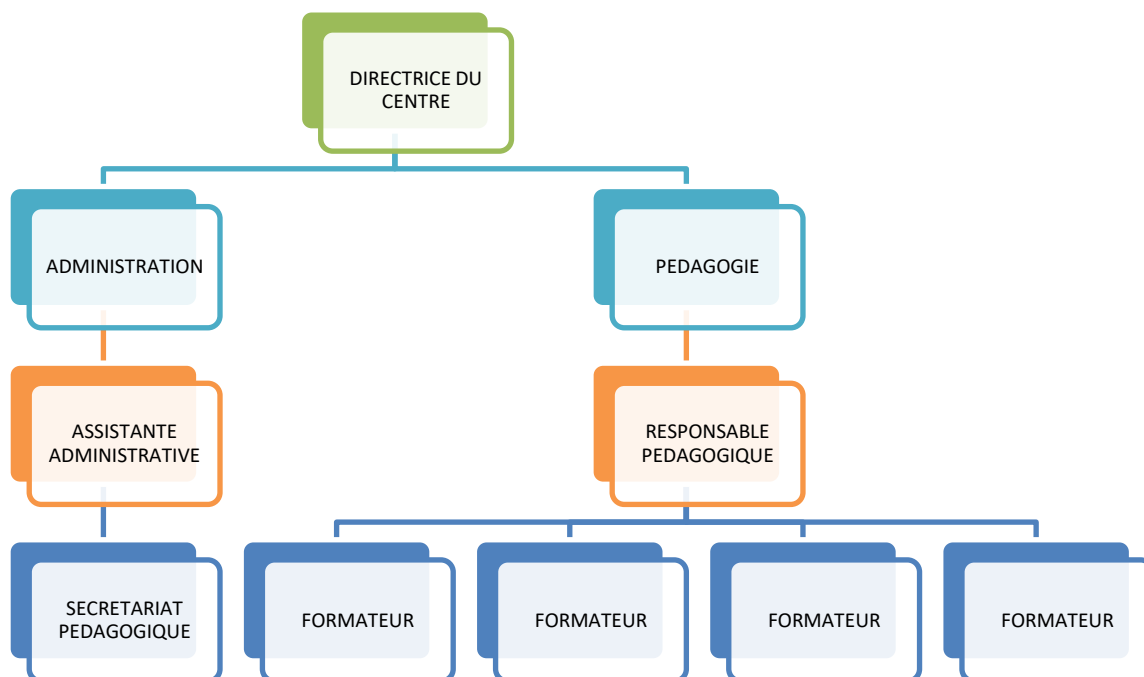 DIRECTRICE DU
CENTRE
ADMINISTRATION
PEDAGOGIE
ASSISTANTE
ADMINISTRATIVE
RESPONSABLE
PEDAGOGIQUE
SECRETARIAT
PEDAGOGIQUE
FORMATEUR
FORMATEUR
FORMATEUR
FORMATEUR